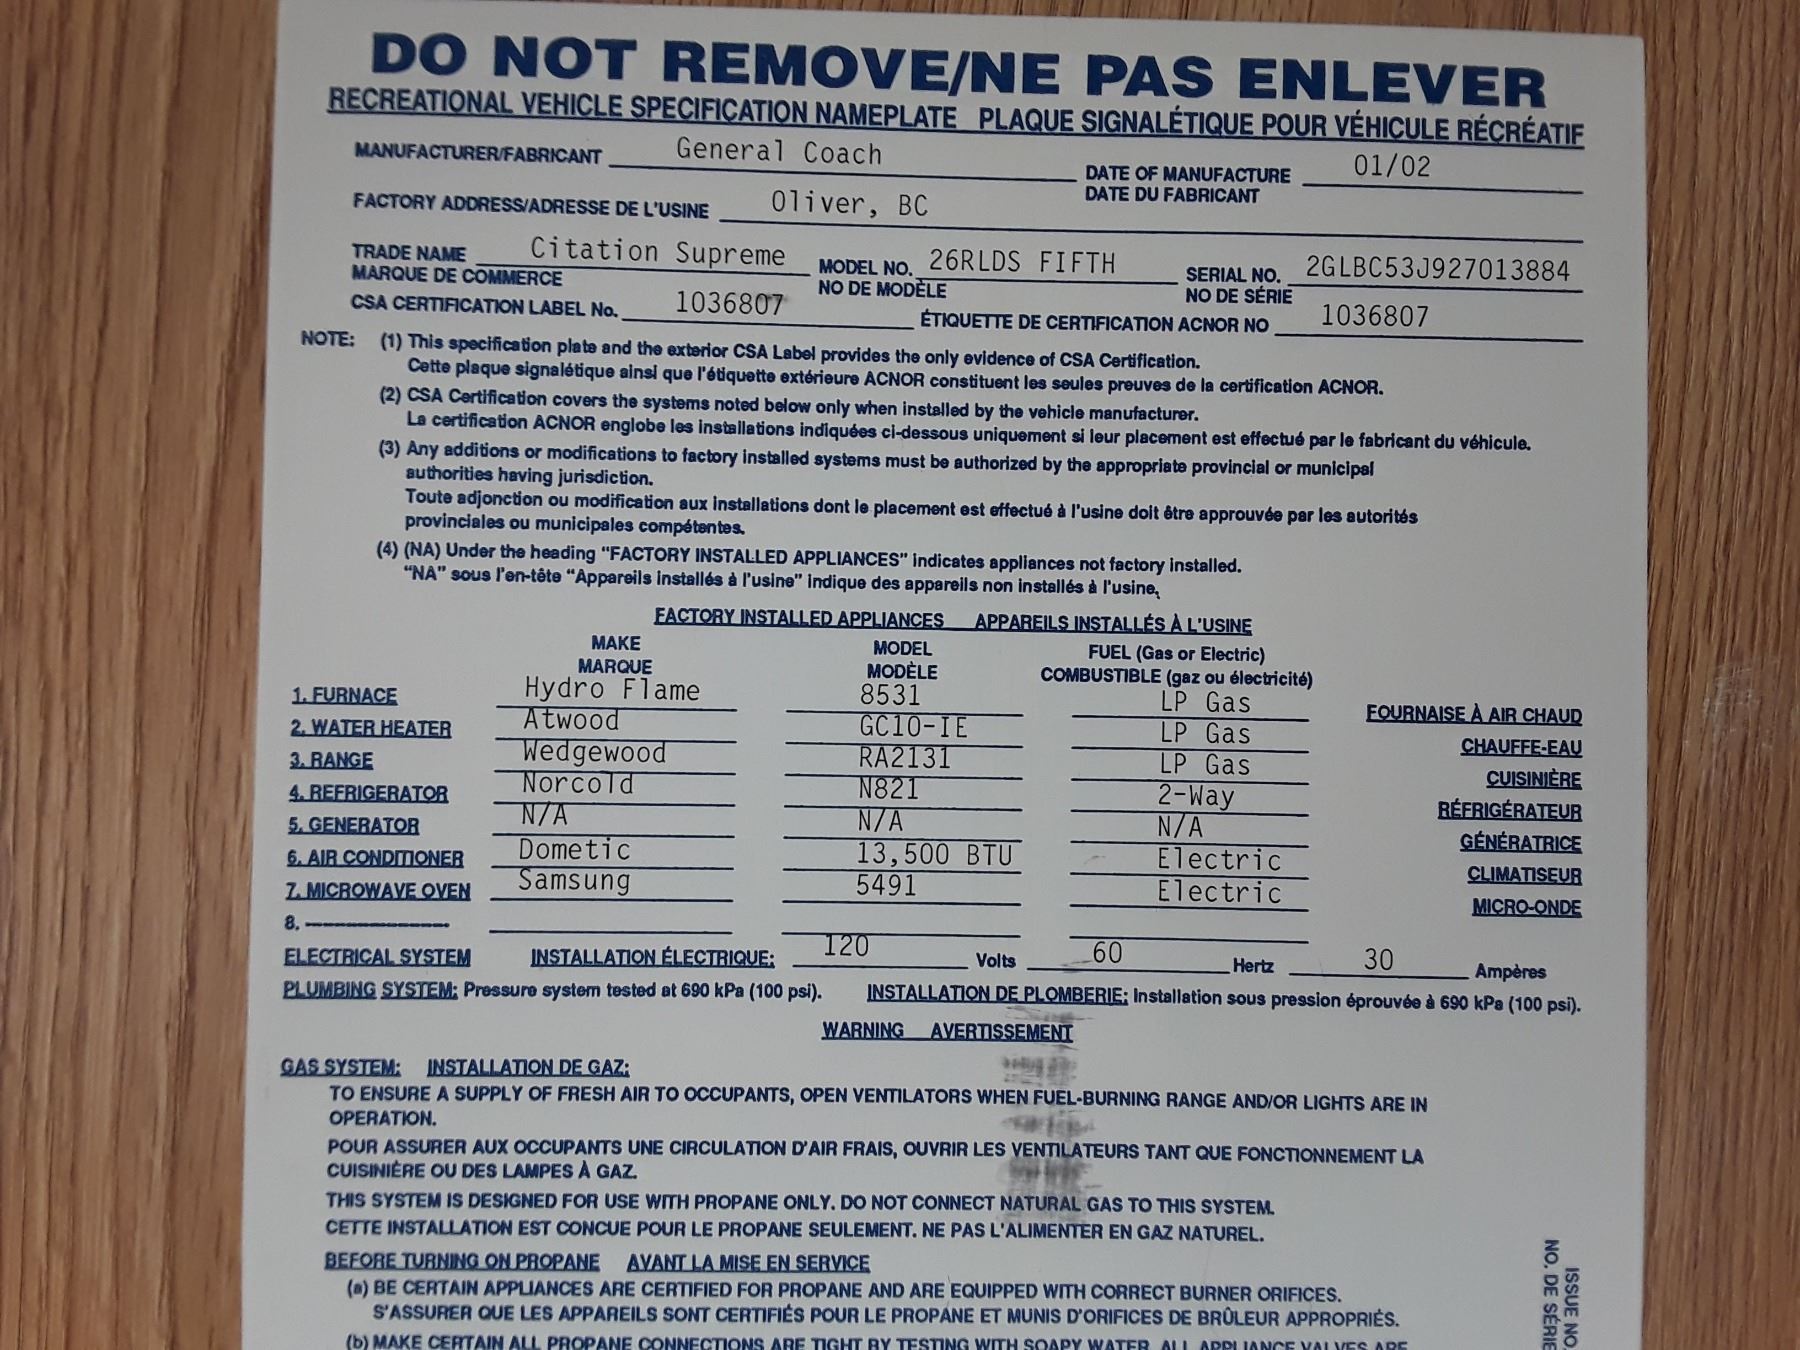 DO NOT REMOVE/NE PAS ENLEVER
RECREATIONAL VEHICLE SPECIFICATION NAMEPLATE PLAQUE SIGNALÉTIQUE POUR VÉHICULE RÉCRÉATIF
MANUFACTURER/FABRICANT General Coach DATE OF MANUFACTURE 01/02
DATE DU FABRICANT
FACTORY ADDRESS/ADRESSE DE L'USINE Oliver, BC
TRADE NAME Citation Supreme MODEL NO. 26RLDS FIFTH SERIAL NO. 2GLBC53J927013884
MARQUE DE COMMERCE NO DE MODÈLE NO DE SÉRIE
CSA CERTIFICATION LABEL No. 1036807 ÉTIQUETTE DE CERTIFICATION ACNOR NO 1036807
NOTE: (1) This specification plate and the exterior CSA Label provides the only evidence of CSA Certification.
Cette plaque signalétique ainsi que l'étiquette extérieure ACNOR constituent les seules preuves de la certification ACNOR.
(2) CSA Certification covers the systems noted below only when installed by the vehicle manufacturer.
La certification ACNOR englobe les installations indiquées ci-dessous uniquement si leur placement est effectué par le fabricant du véhicule.
(3) Any additions or modifications to factory installed systems must be authorized by the appropriate provincial or municipal
authorities having jurisdiction.
Toute adjonction ou modification aux installations dont le placement est effectué à l'usine doit être approuvée par les autorités
provinciales ou municipales compétentes.
(4) (NA) Under the heading "FACTORY INSTALLED APPLIANCES" indicates appliances not factory installed.
"NA" sous l'en-tête "Appareils installés à l'usine" indique des appareils non installés à l'usine.
FACTORY INSTALLED APPLIANCES APPAREILS INSTALLÉS À L'USINE
MAKE MODEL FUEL (Gas or Electric)
MARQUE MODÈLE COMBUSTIBLE (gaz ou électricité)
1. FURNACE Hydro Flame 8531 LP Gas FOURNAISE À AIR CHAUD
2. WATER HEATER Atwood GC10-IE LP Gas CHAUFFE-EAU
3. RANGE Wedgewood RA2131 LP Gas CUISINIÈRE
4. REFRIGERATOR Norcold N821 2-Way RÉFRIGÉRATEUR
5. GENERATOR N/A N/A N/A GÉNÉRATRICE
6. AIR CONDITIONER Dometic 13,500 BTU Electric CLIMATISEUR
7. MICROWAVE OVEN Samsung 5491 Electric MICRO-ONDE
8.
ELECTRICAL SYSTEM INSTALLATION ÉLECTRIQUE: 120 Volts 60 Hertz 30 Ampères
PLUMBING SYSTEM: Pressure system tested at 690 kPa (100 psi). INSTALLATION DE PLOMBERIE: Installation sous pression éprouvée à 690 kPa (100 psi).
WARNING AVERTISSEMENT
GAS SYSTEM: INSTALLATION DE GAZ:
TO ENSURE A SUPPLY OF FRESH AIR TO OCCUPANTS, OPEN VENTILATORS WHEN FUEL-BURNING RANGE AND/OR LIGHTS ARE IN
OPERATION.
POUR ASSURER AUX OCCUPANTS UNE CIRCULATION D'AIR FRAIS, OUVRIR LES VENTILATEURS TANT QUE FONCTIONNEMENT LA
CUISINIÈRE OU DES LAMPES À GAZ.
THIS SYSTEM IS DESIGNED FOR USE WITH PROPANE ONLY. DO NOT CONNECT NATURAL GAS TO THIS SYSTEM.
CETTE INSTALLATION EST CONCUE POUR LE PROPANE SEULEMENT. NE PAS L'ALIMENTER EN GAZ NATUREL.
BEFORE TURNING ON PROPANE AVANT LA MISE EN SERVICE
(a) BE CERTAIN APPLIANCES ARE CERTIFIED FOR PROPANE AND ARE EQUIPPED WITH CORRECT BURNER ORIFICES.
S'ASSURER QUE LES APPAREILS SONT CERTIFIÉS POUR LE PROPANE ET MUNIS D'ORIFICES DE BRÛLEUR APPROPRIÉS.
(b) MAKE CERTAIN ALL PROPANE CONNECTIONS ARE TIGHT BY TESTING WITH SOAPY WATER. ALL APPLIANCE VALVES ARE
ISSUE NO.
NO. DE SÉRIE